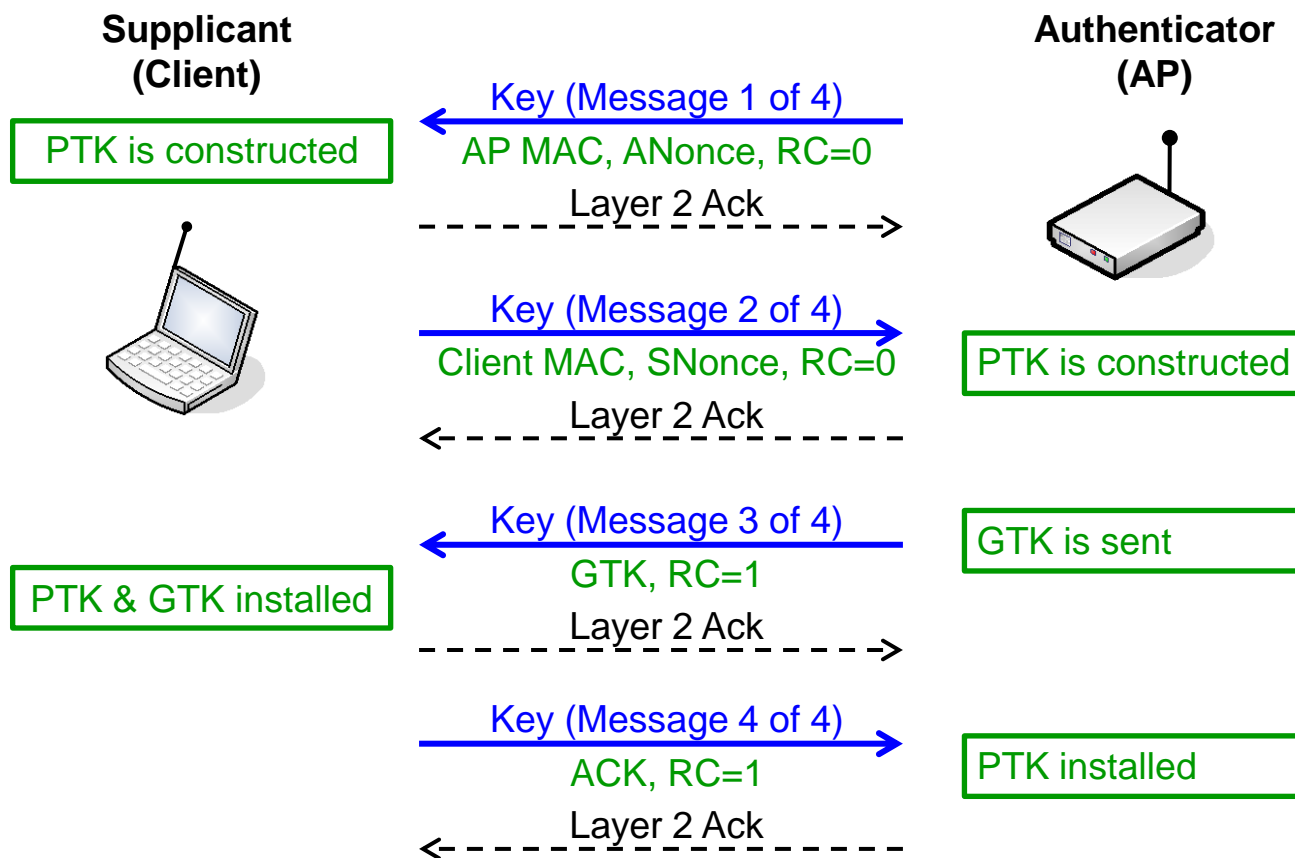 Supplicant
(Client)
Authenticator
(AP)
Key (Message 1 of 4)
PTK is constructed
AP MAC, ANonce, RC=0
Layer 2 Ack
Key (Message 2 of 4)
Client MAC, SNonce, RC=0
PTK is constructed
Layer 2 Ack
Key (Message 3 of 4)
GTK is sent
GTK, RC=1
PTK & GTK installed
Layer 2 Ack
Key (Message 4 of 4)
ACK, RC=1
PTK installed
Layer 2 Ack